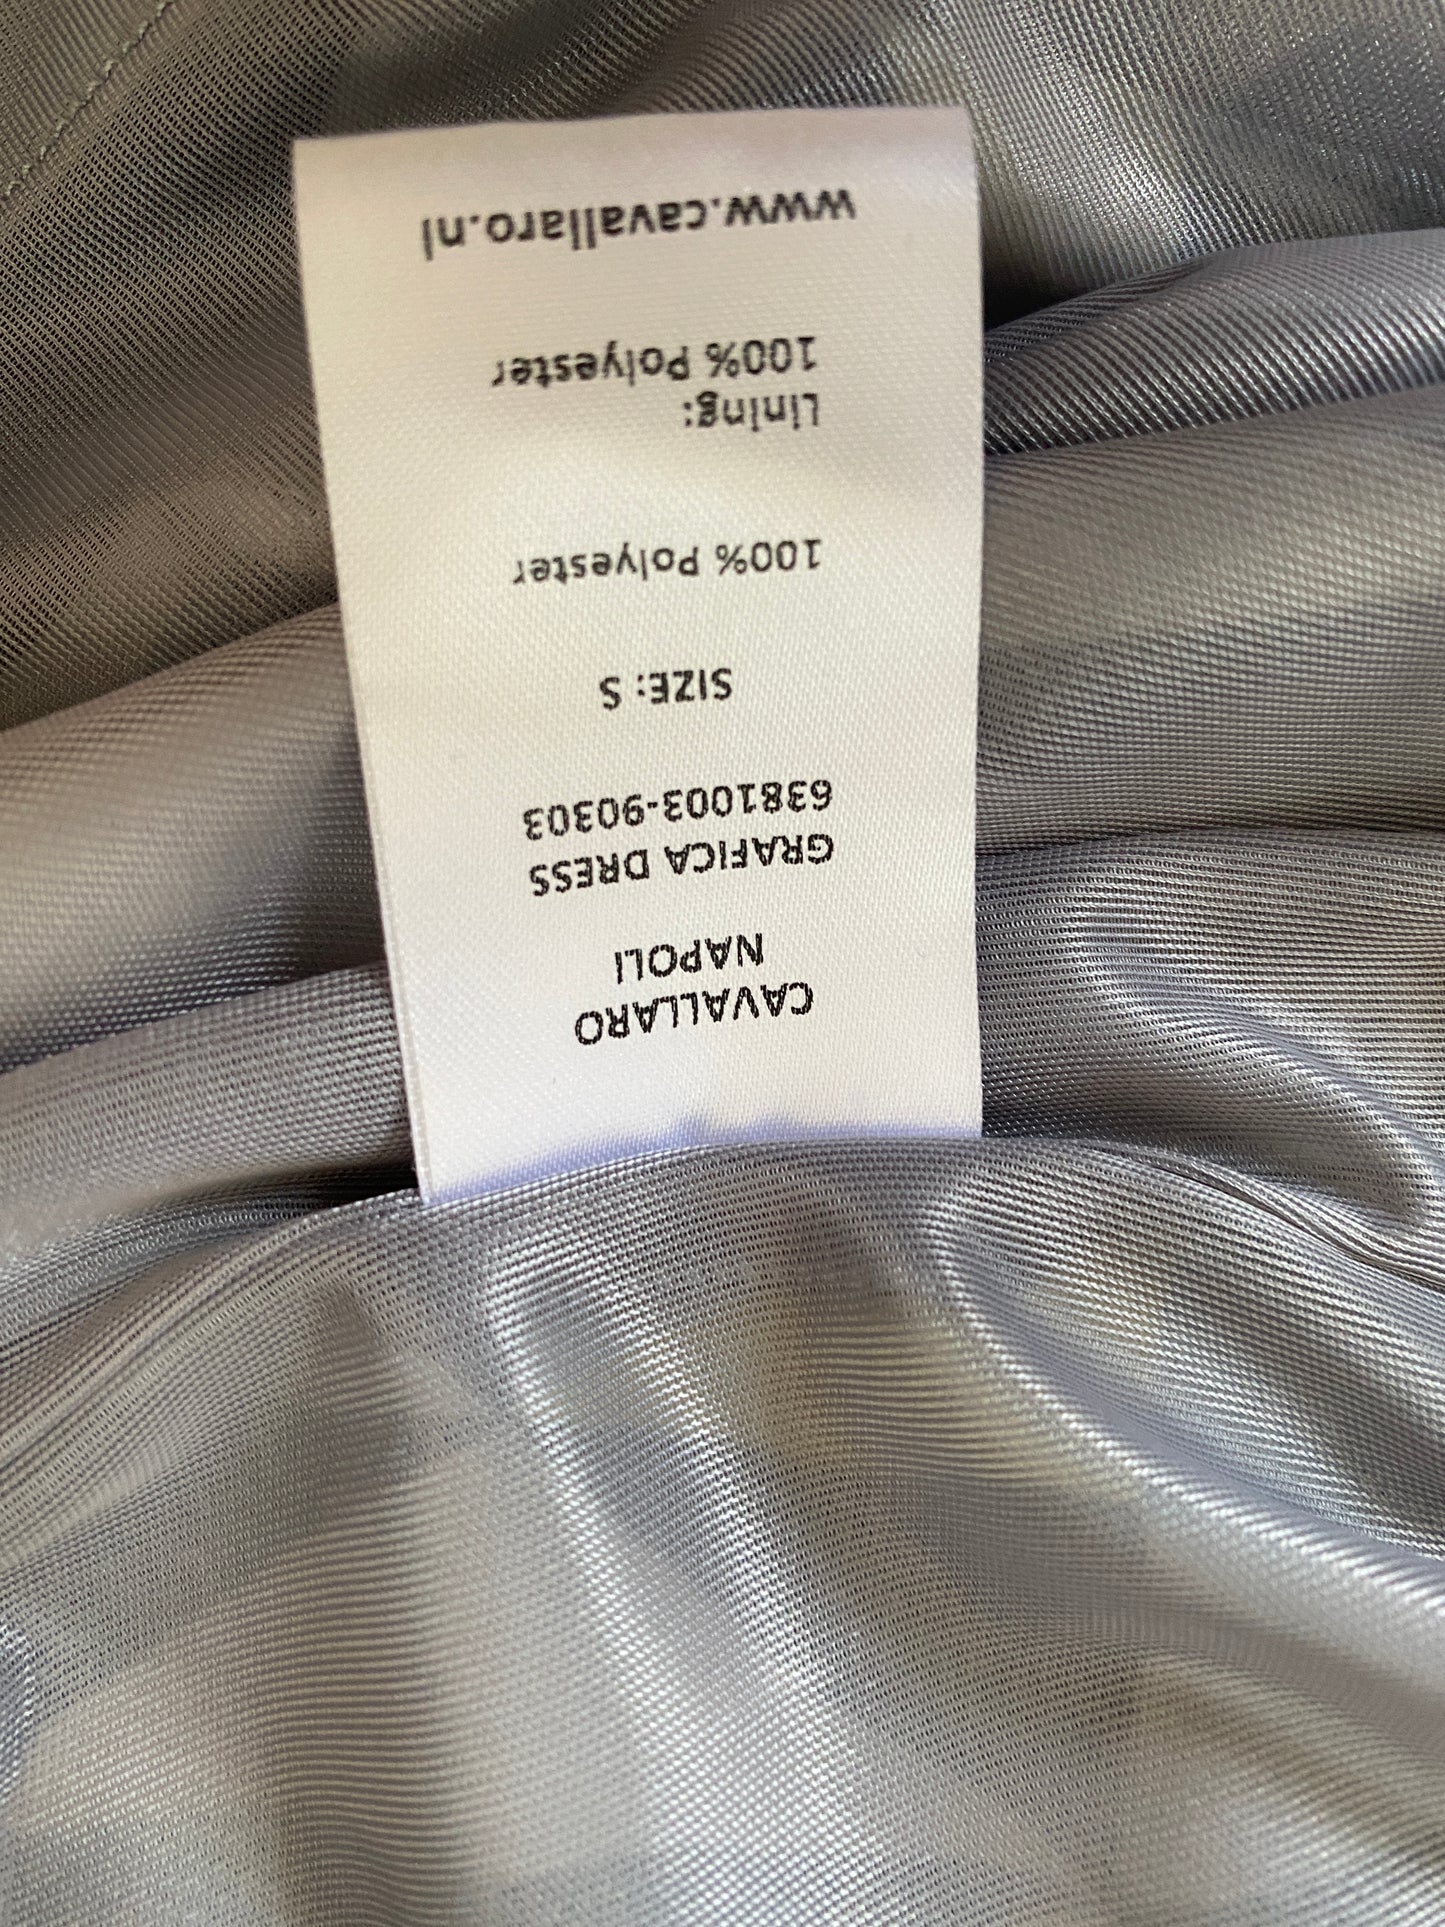 CAVALLARO
NAPOLI
GRAFICA DRESS
6381003-90303
SIZE: S
100% Polyester
Lining:
100% Polyester
www.cavallaro.nl